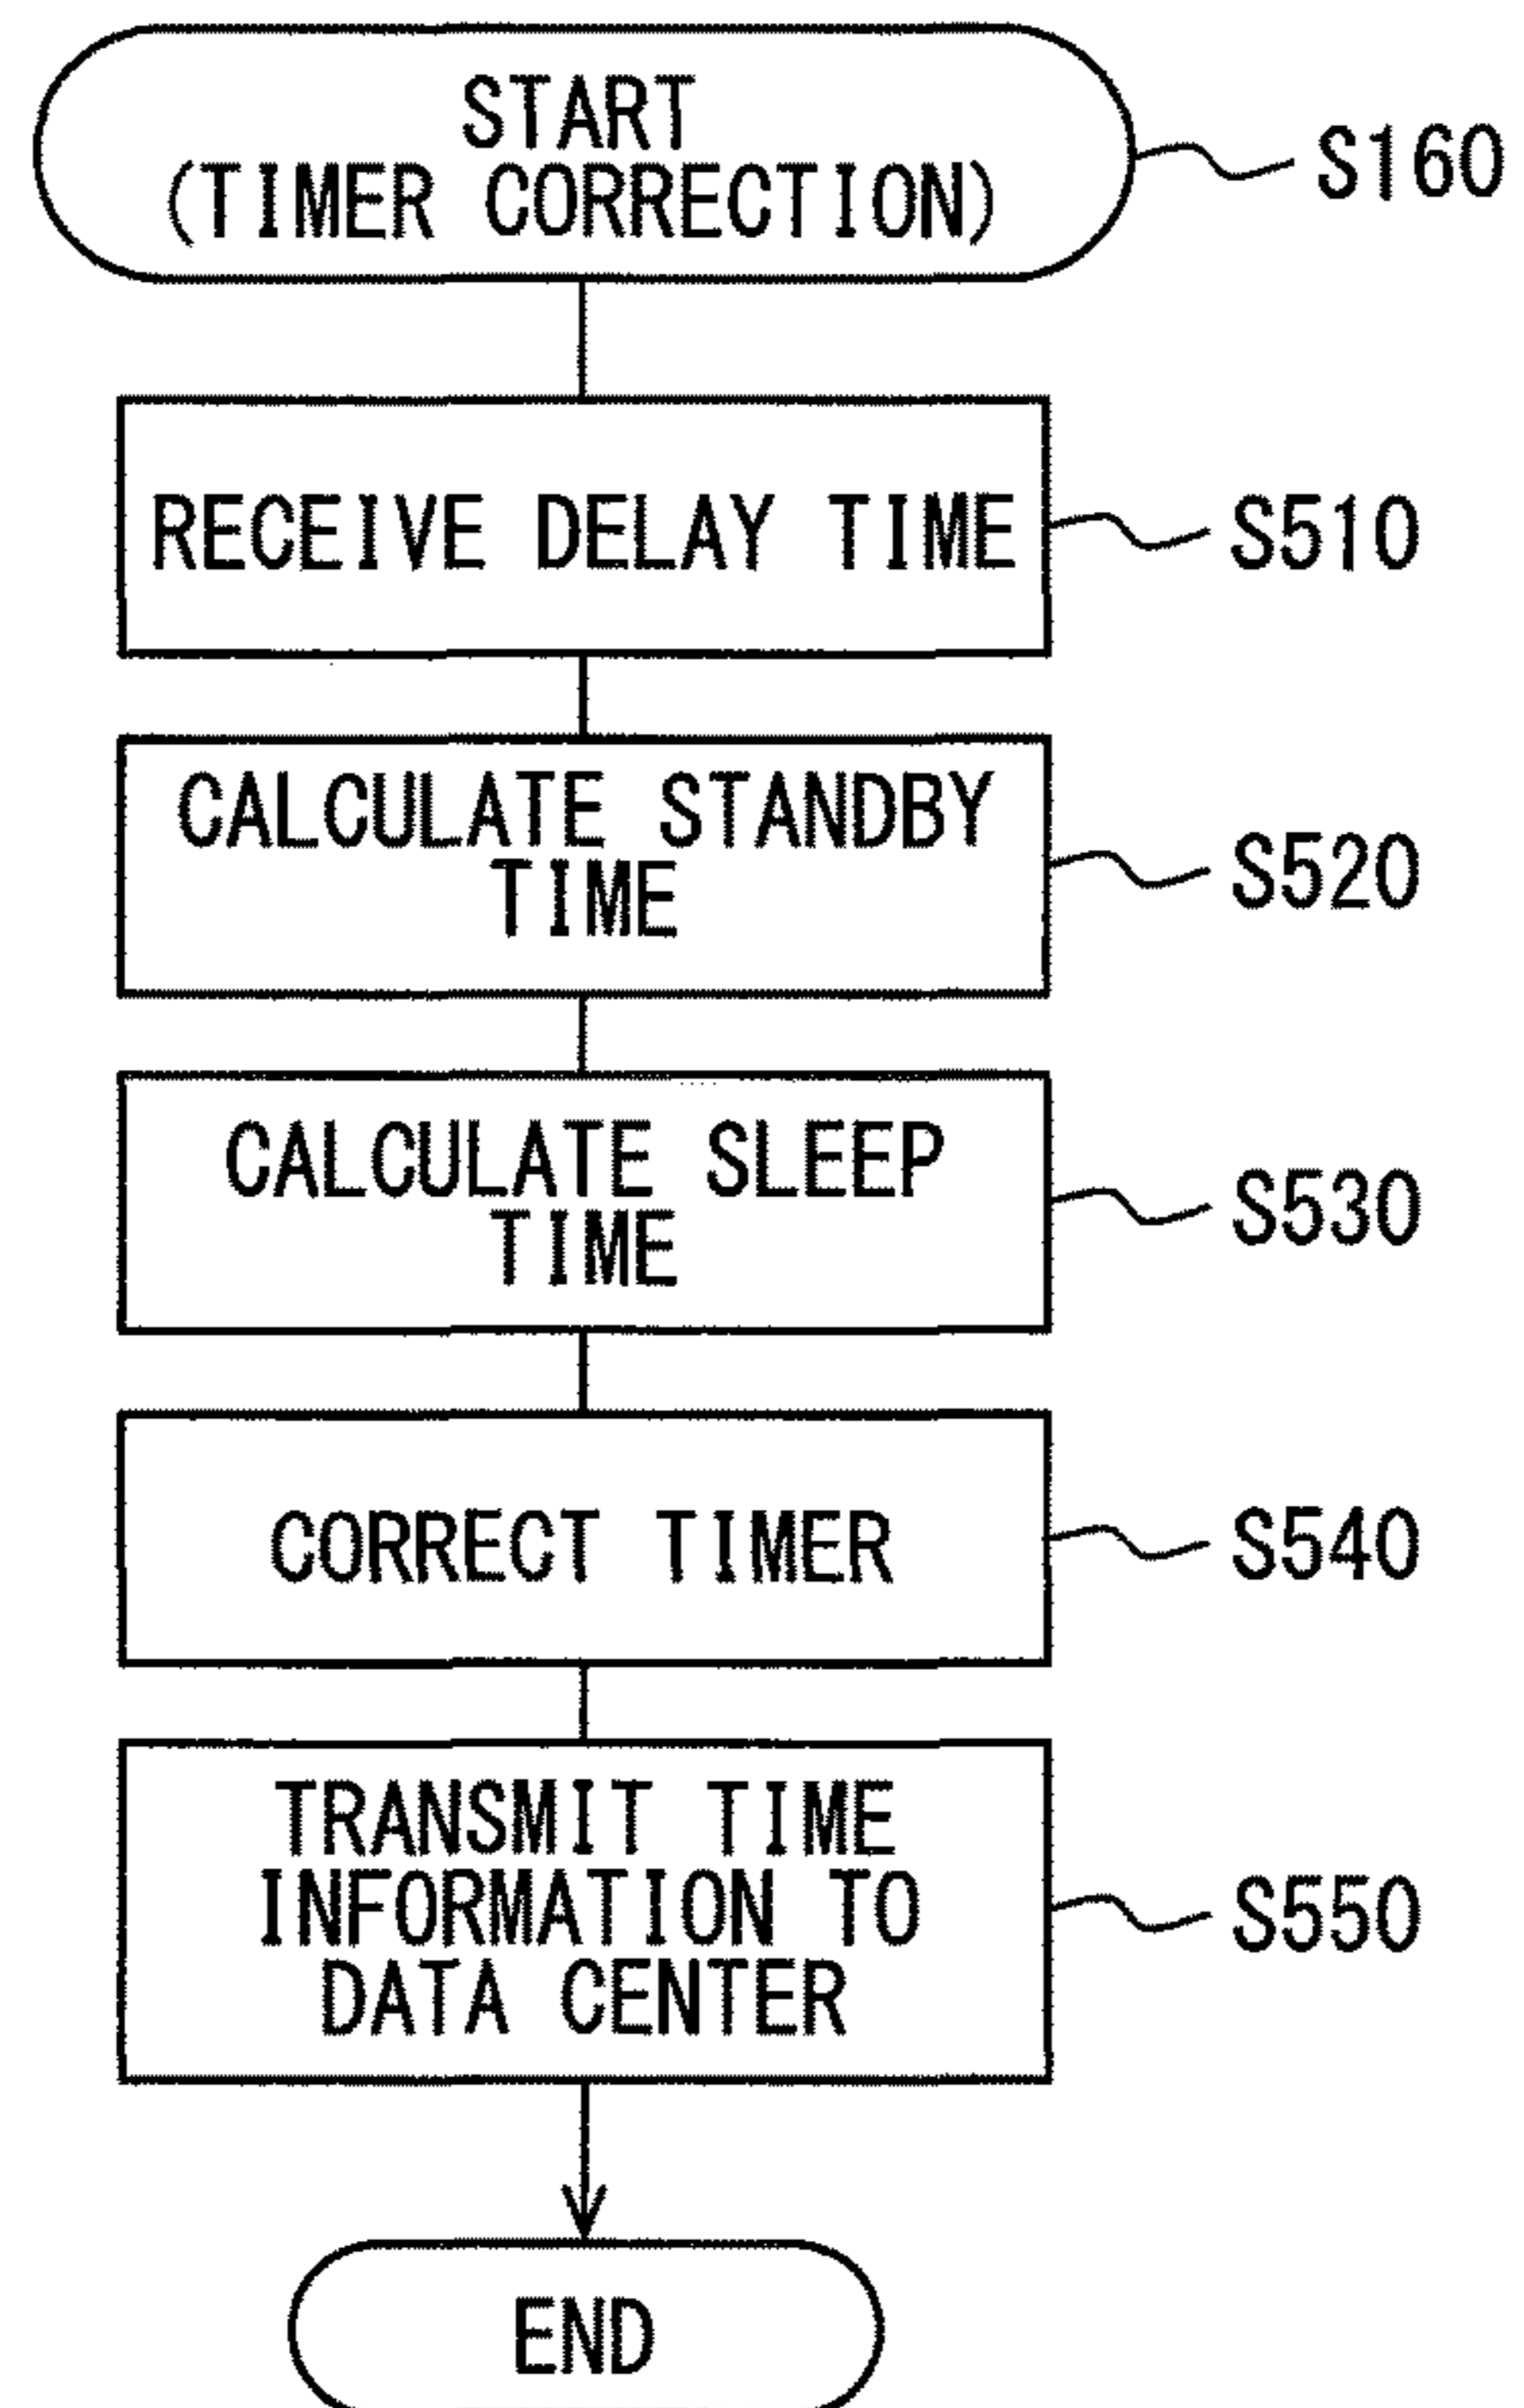 START
(TIMER CORRECTION)
S160
RECEIVE DELAY TIME
S510
CALCULATE STANDBY
TIME
S520
CALCULATE SLEEP
TIME
S530
CORRECT TIMER
S540
TRANSMIT TIME
INFORMATION TO
DATA CENTER
S550
END